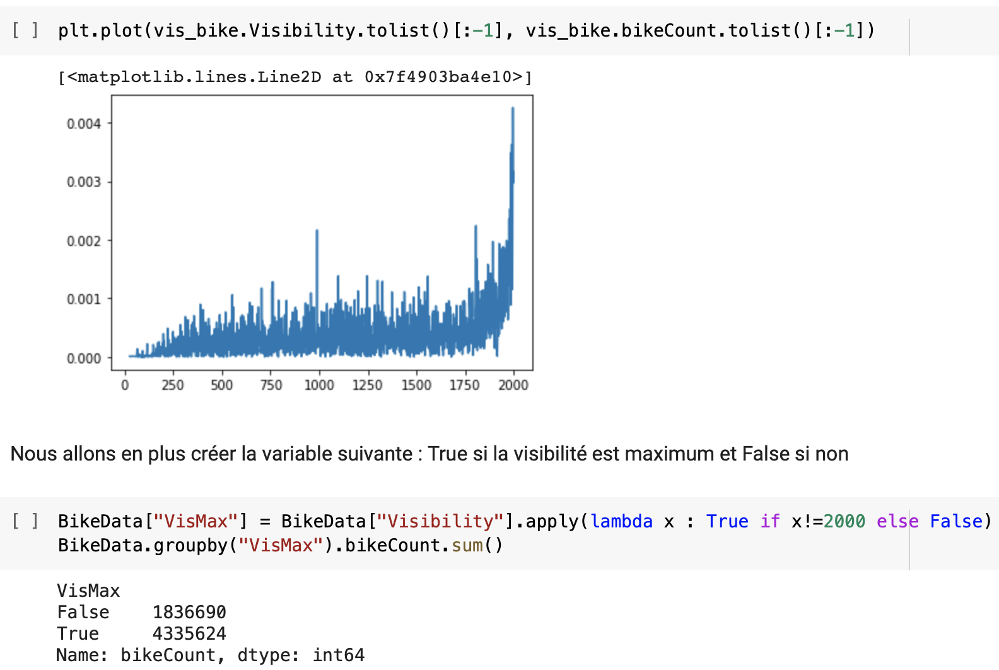 [ ] plt.plot(vis_bike.Visibility.tolist()[:-1], vis_bike.bikeCount.tolist()[:-1])
[<matplotlib.lines.Line2D at 0x7f4903ba4e10>]
0.004
0.003
0.002
0.001
0.000
0 250 500 750 1000 1250 1500 1750 2000
Nous allons en plus créer la variable suivante : True si la visibilité est maximum et False si non
[ ] BikeData["VisMax"] = BikeData["Visibility"].apply(lambda x : True if x!=2000 else False)
BikeData.groupby("VisMax").bikeCount.sum()
VisMax
False 1836690
True 4335624
Name: bikeCount, dtype: int64